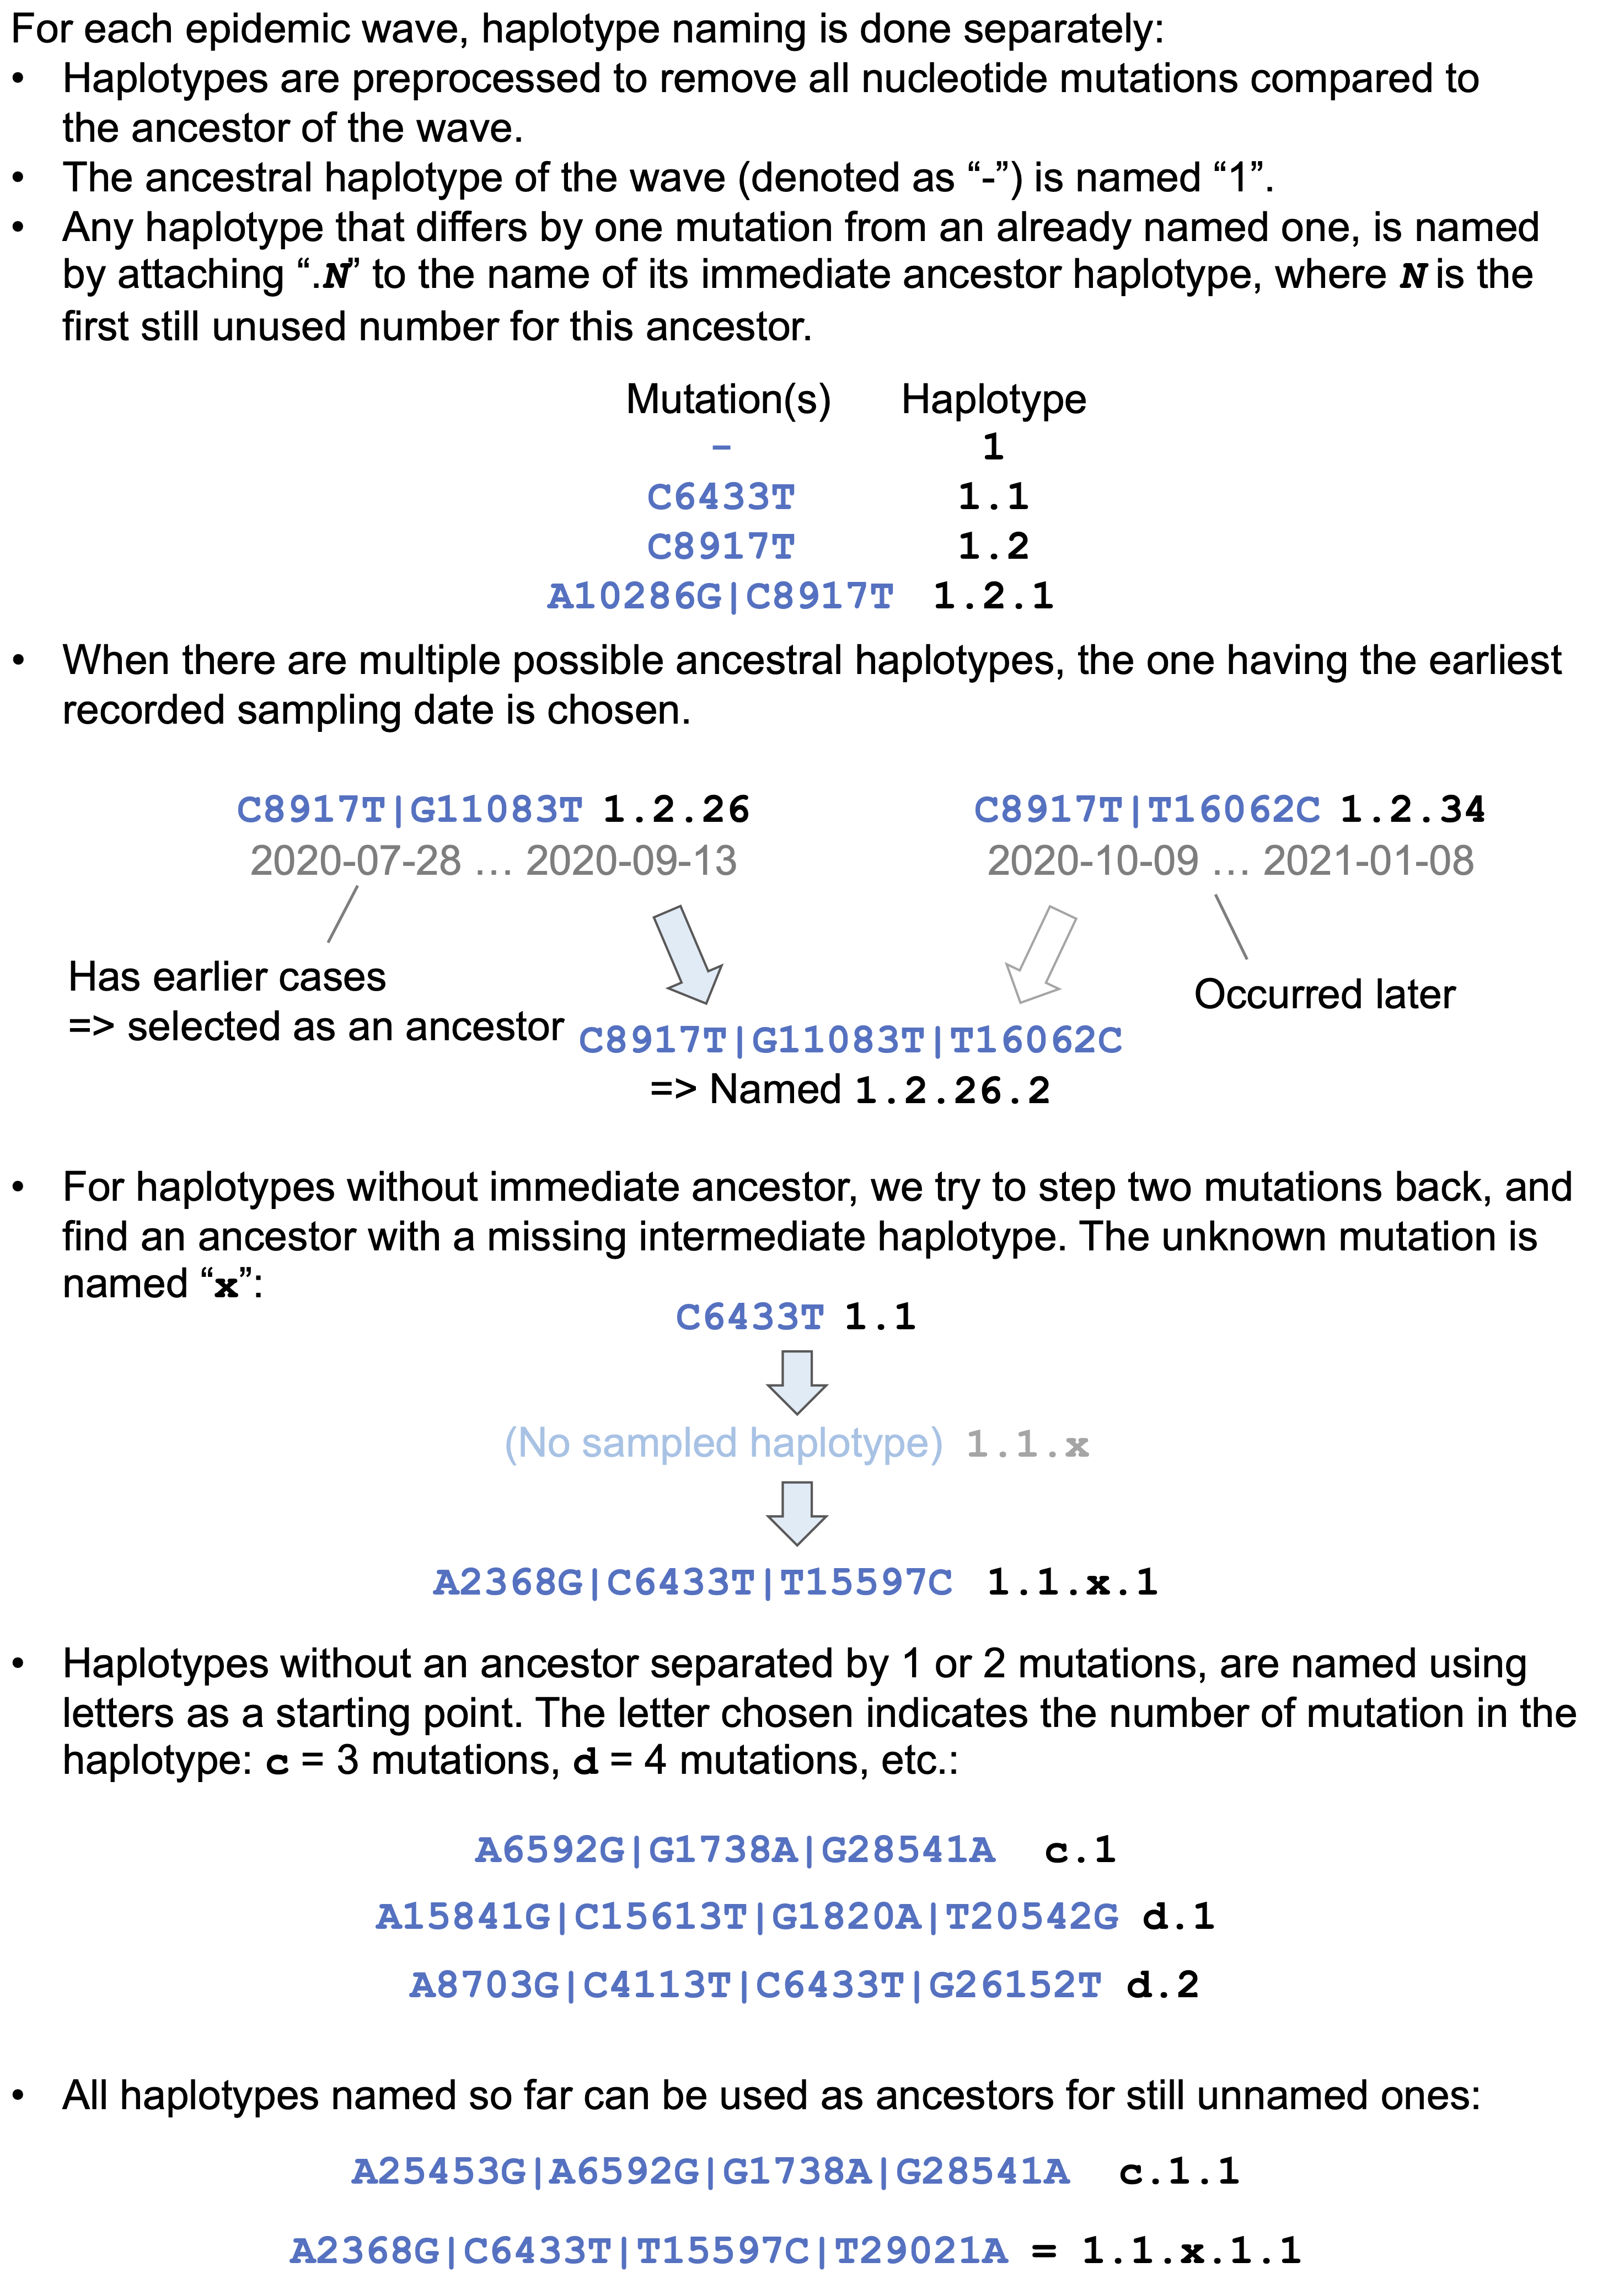 For each epidemic wave, haplotype naming is done separately:
• Haplotypes are preprocessed to remove all nucleotide mutations compared to
the ancestor of the wave.
• The ancestral haplotype of the wave (denoted as “-”) is named “1”.
• Any haplotype that differs by one mutation from an already named one, is named
by attaching “.N” to the name of its immediate ancestor haplotype, where N is the
first still unused number for this ancestor.
Mutation(s) Haplotype
- 1
C6433T 1.1
C8917T 1.2
A10286G|C8917T 1.2.1
• When there are multiple possible ancestral haplotypes, the one having the earliest
recorded sampling date is chosen.
C8917T|G11083T 1.2.26
2020-07-28 ... 2020-09-13
C8917T|T16062C 1.2.34
2020-10-09 ... 2021-01-08
Has earlier cases
=> selected as an ancestor
Occurred later
C8917T|G11083T|T16062C
=> Named 1.2.26.2
• For haplotypes without immediate ancestor, we try to step two mutations back, and
find an ancestor with a missing intermediate haplotype. The unknown mutation is
named “x”:
C6433T 1.1
(No sampled haplotype) 1.1.x
A2368G|C6433T|T15597C 1.1.x.1
• Haplotypes without an ancestor separated by 1 or 2 mutations, are named using
letters as a starting point. The letter chosen indicates the number of mutation in the
haplotype: c = 3 mutations, d = 4 mutations, etc.:
A6592G|G1738A|G28541A c.1
A15841G|C15613T|G1820A|T20542G d.1
A8703G|C4113T|C6433T|G26152T d.2
• All haplotypes named so far can be used as ancestors for still unnamed ones:
A25453G|A6592G|G1738A|G28541A c.1.1
A2368G|C6433T|T15597C|T29021A = 1.1.x.1.1